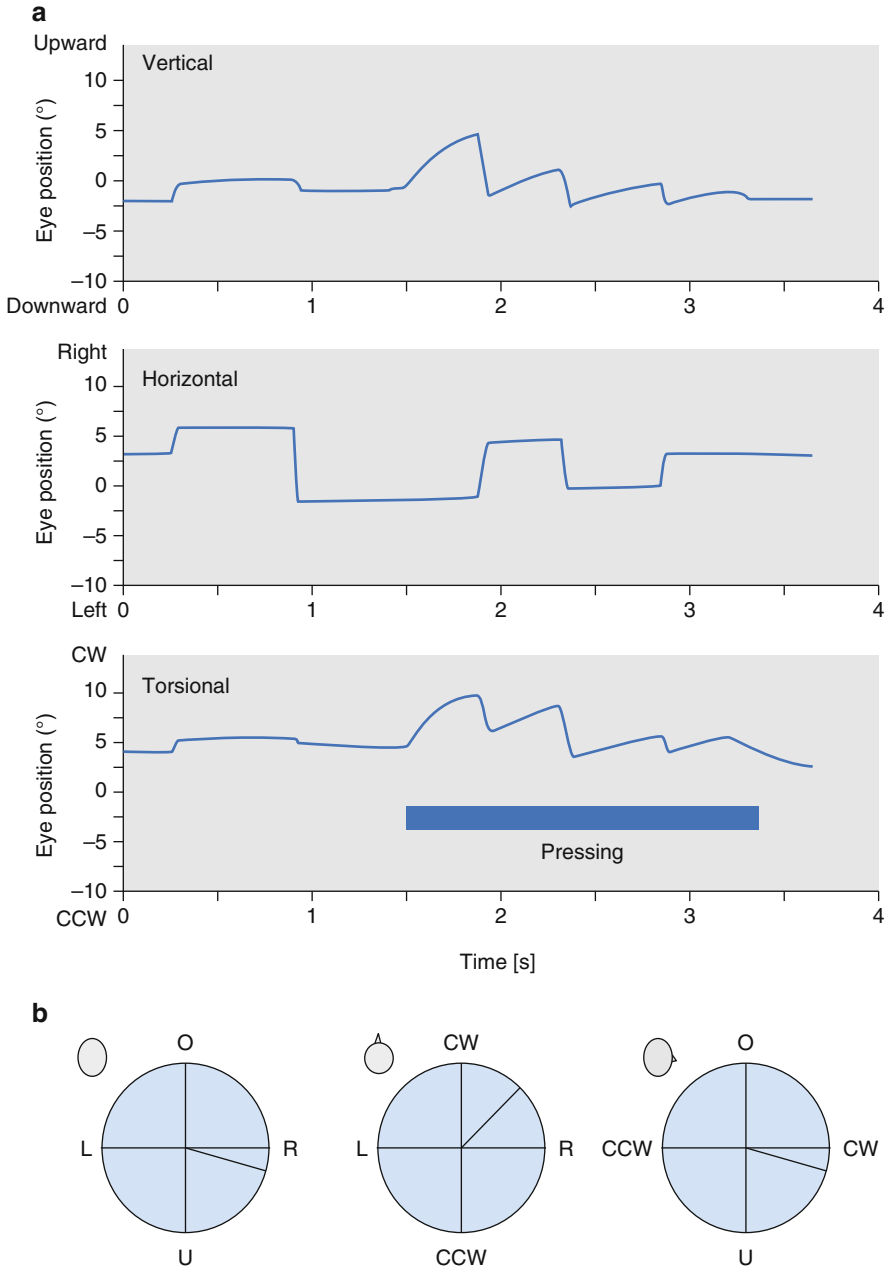 a
Upward
10
5
0
−5
−10
Eye position (°)
Vertical
Downward
0 1 2 3 4
Right
10
5
0
−5
−10
Eye position (°)
Horizontal
Left
0 1 2 3 4
CW
10
5
0
−5
−10
Eye position (°)
Torsional
Pressing
CCW
0 1 2 3 4
Time [s]
b
O CW O
L R L R CCW CW
U CCW U